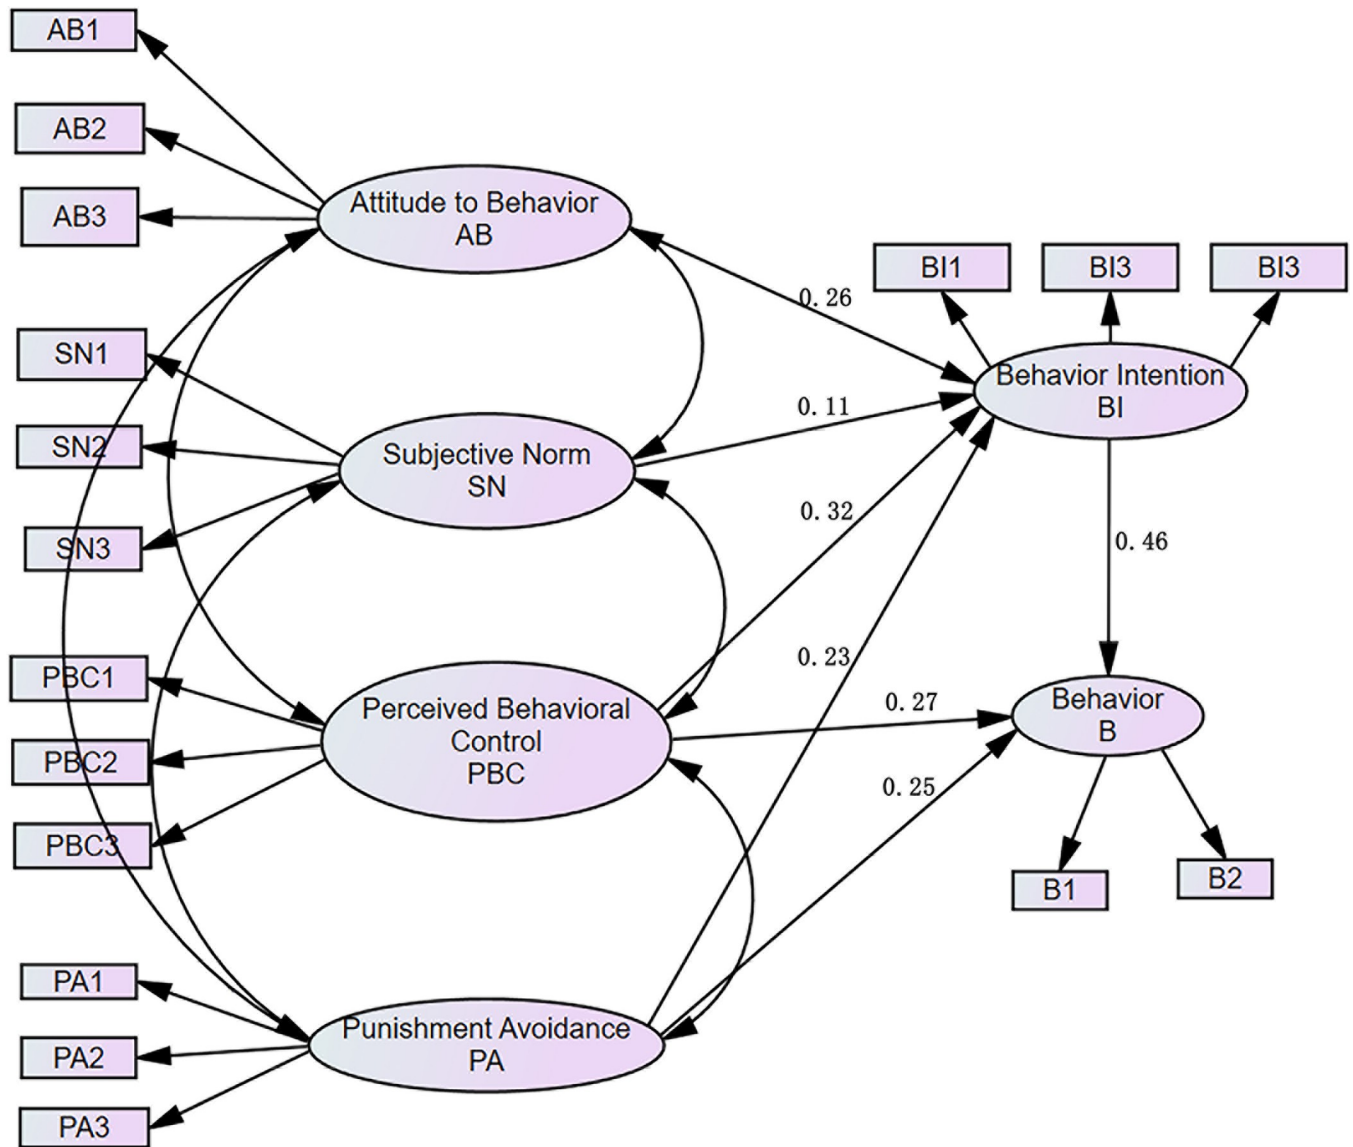 AB1
AB2
AB3
Attitude to Behavior
AB
SN1
SN2
SN3
Subjective Norm
SN
PBC1
PBC2
PBC3
Perceived Behavioral
Control
PBC
PA1
PA2
PA3
Punishment Avoidance
PA
0.26
0.11
0.32
0.23
0.27
0.25
BI1
BI3
BI3
Behavior Intention
BI
0.46
Behavior
B
B1
B2